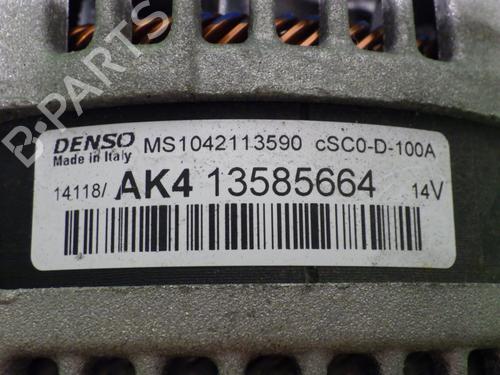 DENSO MS1042113590 cSC0-D-100A
Made in Italy
14118/ AK4 13585664 14V
B-PARTS